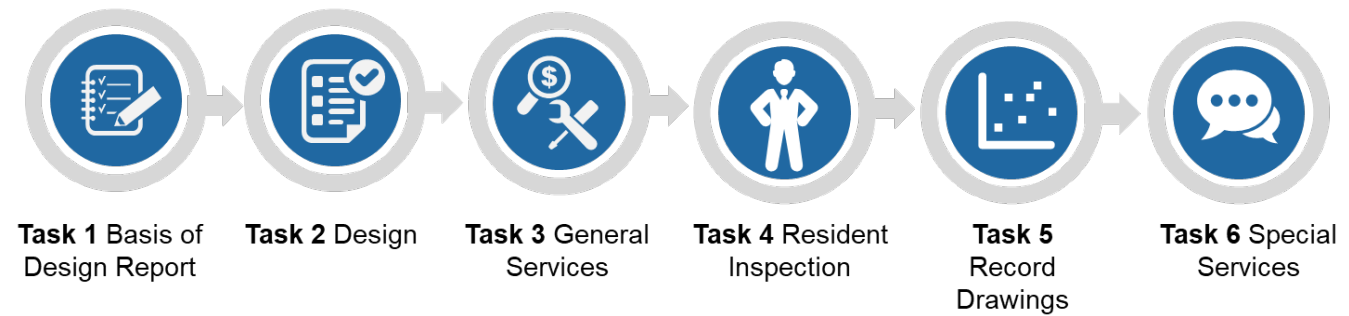 Task 1 Basis of
Design Report
Task 2 Design
Task 3 General
Services
Task 4 Resident
Inspection
Task 5
Record
Drawings
Task 6 Special
Services
$